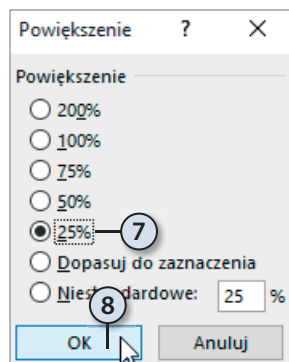 Powiększenie ? ×
Powiększenie
200%
100%
75%
50%
25% 7
Dopasuj do zaznaczenia
Niestandardowe: 25 %
8
OK Anuluj